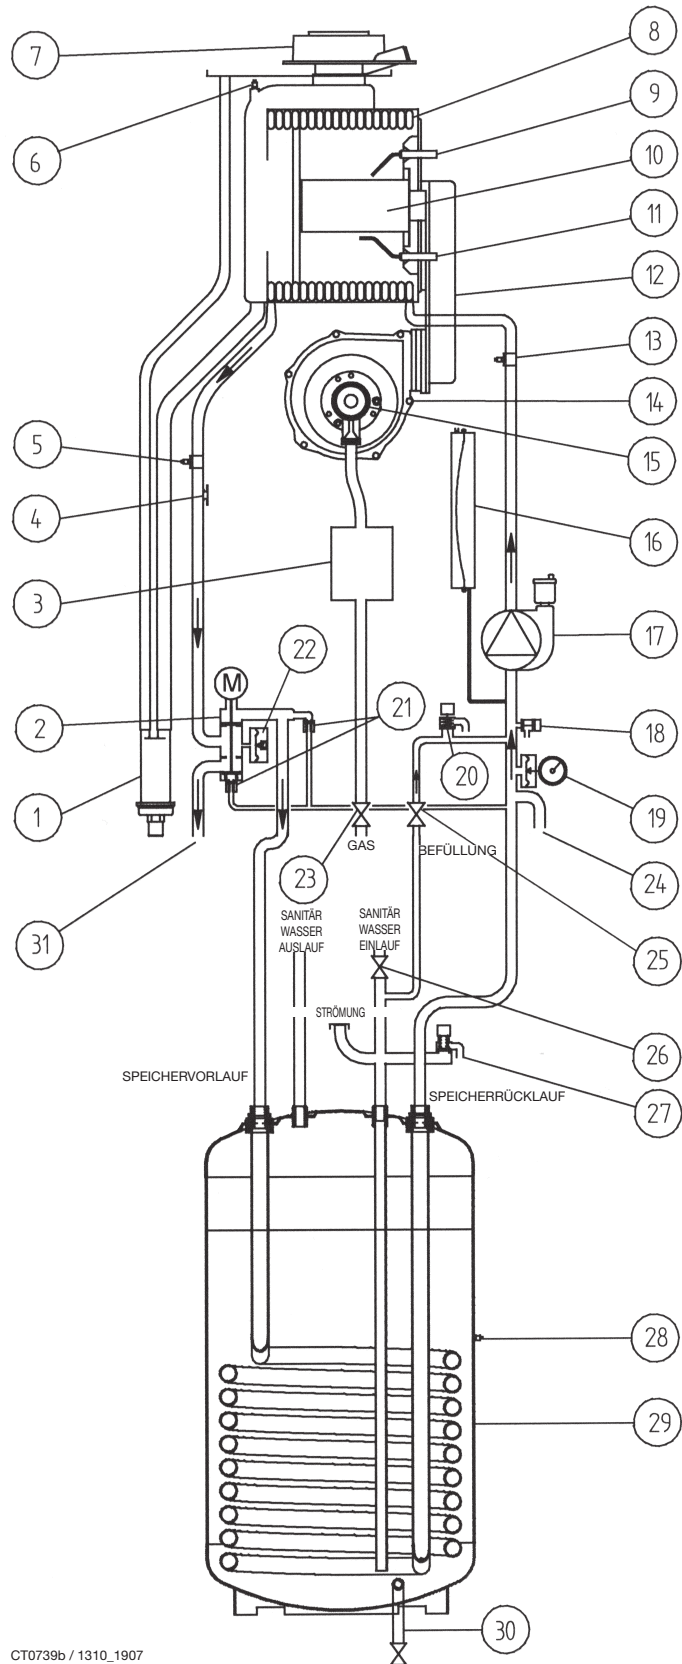 7
8
6
9
10
11
12
13
5
14
4
15
3
16
22
17
M
2
21
18
20
1
19
GAS
BEFÜLLUNG
23
24
31
SANITÄR
WASSER
AUSLAUF
SANITÄR
WASSER
EINLAUF
25
STRÖMUNG
26
SPEICHERVORLAUF
SPEICHERRÜCKLAUF
27
28
29
30
CT0739b / 1310_1907